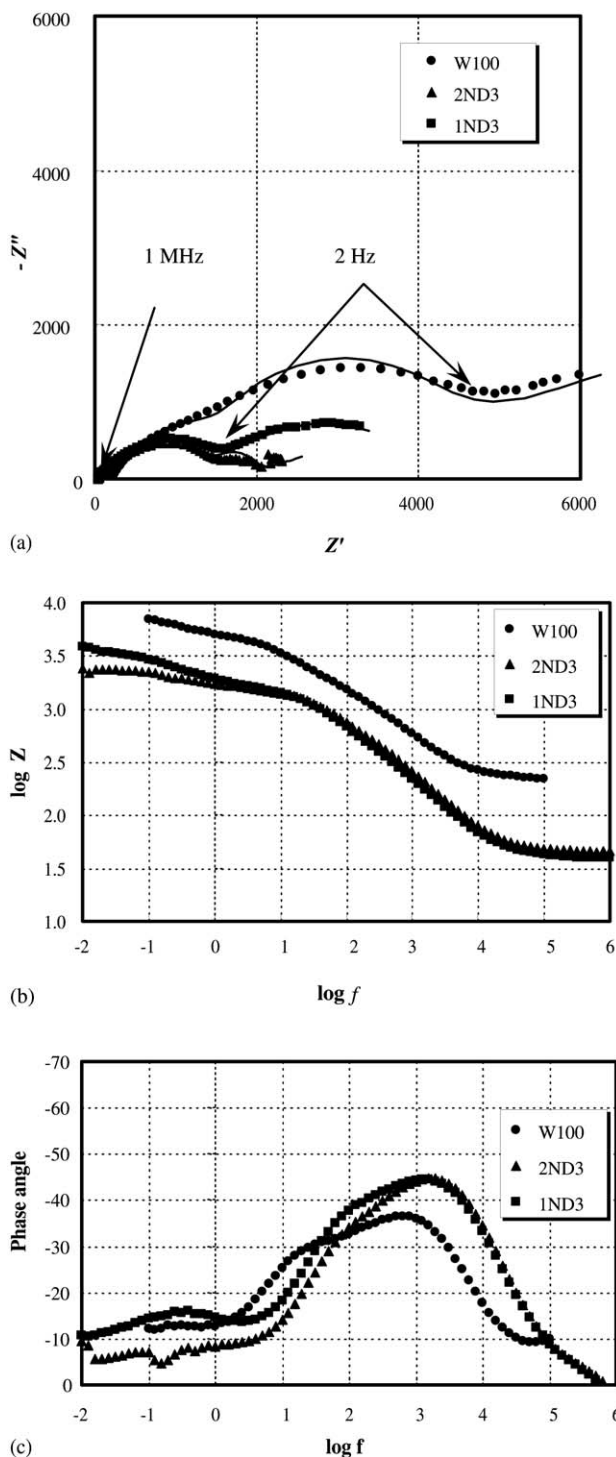 6000
W100
2ND3
1ND3
4000
- Z''
1 MHz
2 Hz
2000
0
0
2000
4000
6000
(a)
Z'
4.0
W100
3.5
2ND3
3.0
1ND3
log Z
2.5
2.0
1.5
1.0
-2
-1
0
1
2
3
4
5
6
(b)
log f
-70
-60
W100
-50
2ND3
Phase angle
-40
1ND3
-30
-20
-10
0
-2
-1
0
1
2
3
4
5
6
(c)
log f